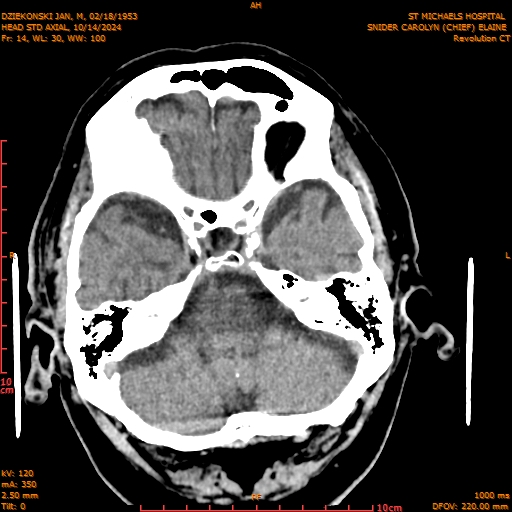 AH
DZIEKONSKI JAN, M, 02/18/1953
HEAD STD AXIAL, 10/14/2024
Fr: 14, WL: 30, WW: 100
ST MICHAELS HOSPITAL
SNIDER CAROLYN (CHIEF) ELAINE
Revolution CT
R
L
10
cm
kV: 120
mA: 350
2.50 mm
Tilt: 0
10cm
1000 ms
DFOV: 220.00 mm